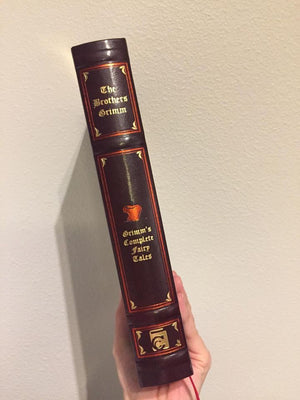 The
Brothers
Grimm
Grimm's
Complete
Fairy
Tales